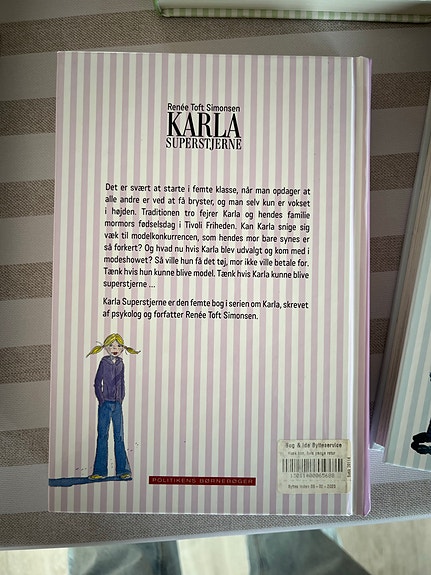 Renée Toft Simonsen
KARLA
SUPERSTJERNE
Det er svært at starte i femte klasse, når man opdager at
alle andre er ved at få bryster, og man selv kun er vokset
i højden. Traditionen tro fejrer Karla og hendes familie
mormors fødselsdag i Tivoli Friheden. Kan Karla snige sig
væk til modelkonkurrencen, som hendes mor bare synes er
så forkert? Og hvad nu hvis Karla blev udvalgt og kom med i
modeshowet? Så ville hun få det tøj, mor ikke ville betale for.
Tænk hvis hun kunne blive model. Tænk hvis Karla kunne blive
superstjerne ...
Karla Superstjerne er den femte bog i serien om Karla, skrevet
af psykolog og forfatter Renée Toft Simonsen.
POLITIKENS BØRNEBØGER
Bog & Idé Bytteservice